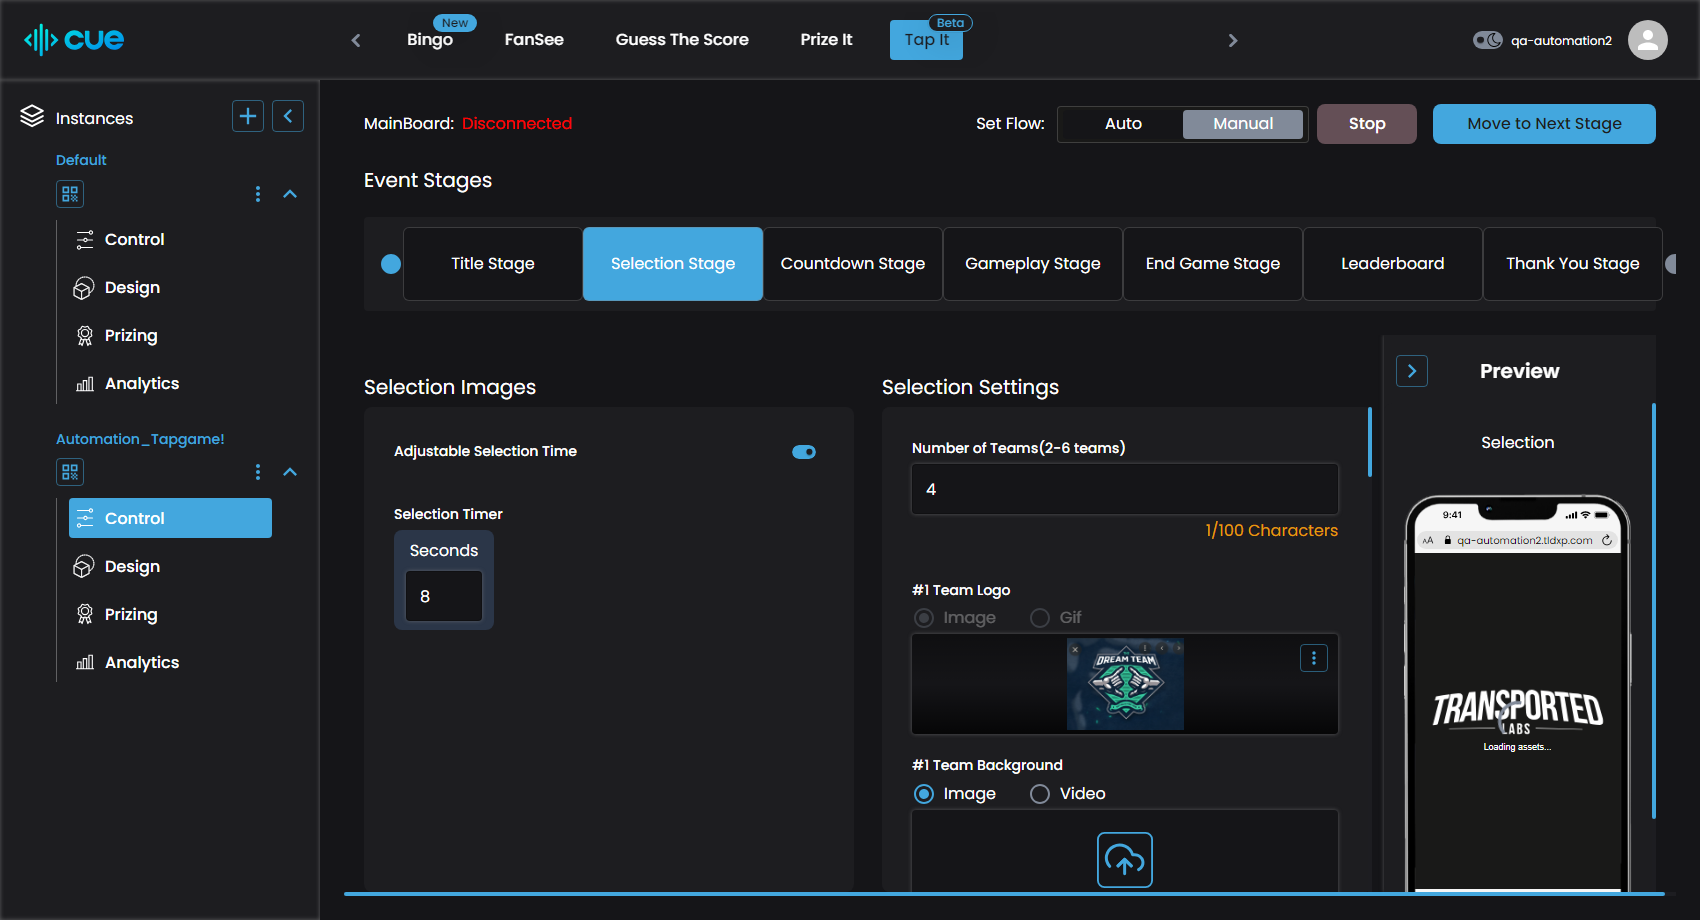 cue
New
Bingo
FanSee
Guess The Score
Prize It
Beta
Tap It
qa-automation2
Instances
Default
Control
Design
Prizing
Analytics
Automation_Tapgame!
Control
Design
Prizing
Analytics
MainBoard: Disconnected
Set Flow:
Auto
Manual
Stop
Move to Next Stage
Event Stages
Title Stage
Selection Stage
Countdown Stage
Gameplay Stage
End Game Stage
Leaderboard
Thank You Stage
Selection Images
Adjustable Selection Time
Selection Timer
Seconds
8
Selection Settings
Number of Teams(2-6 teams)
4
1/100 Characters
#1 Team Logo
Image
Gif
DREAM TEAM
#1 Team Background
Image
Video
Preview
Selection
9:41
AA qa-automation2.tldxp.com
TRANSPORTED
LABS
Loading assets...